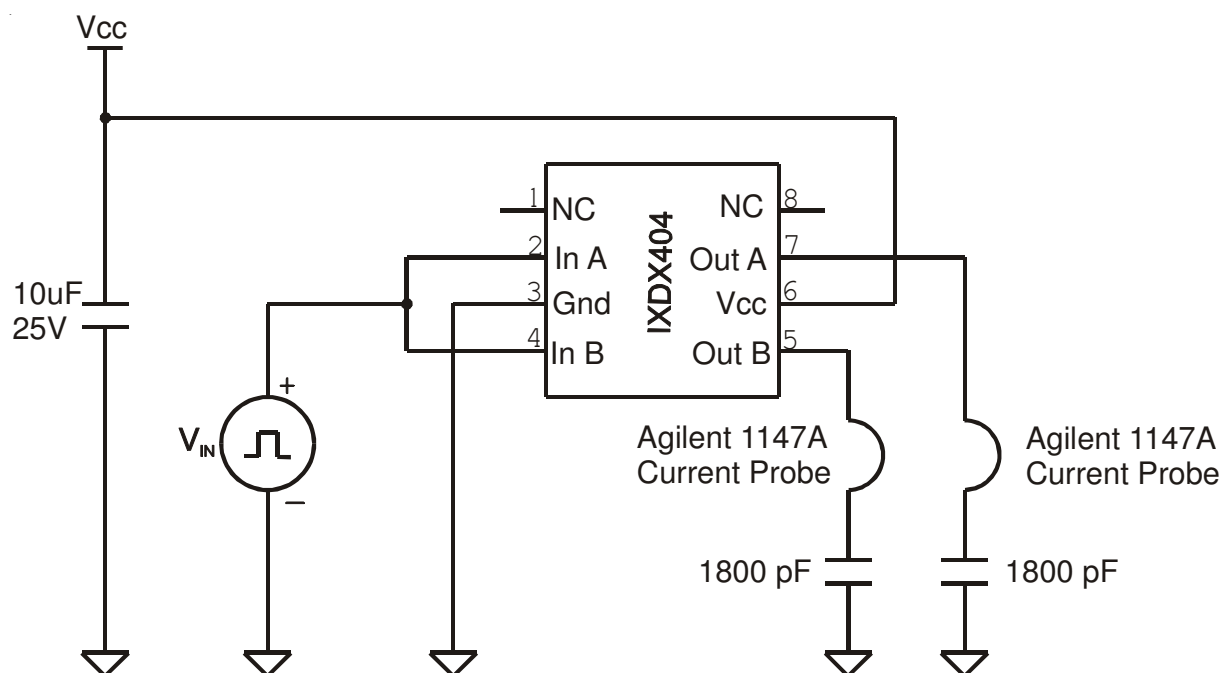 Vcc
10uF
25V
1
NC
2
In A
3
Gnd
4
In B
IXDX404
8
NC
7
Out A
6
Vcc
5
Out B
+
VIN
−
Agilent 1147A
Current Probe
Agilent 1147A
Current Probe
1800 pF
1800 pF